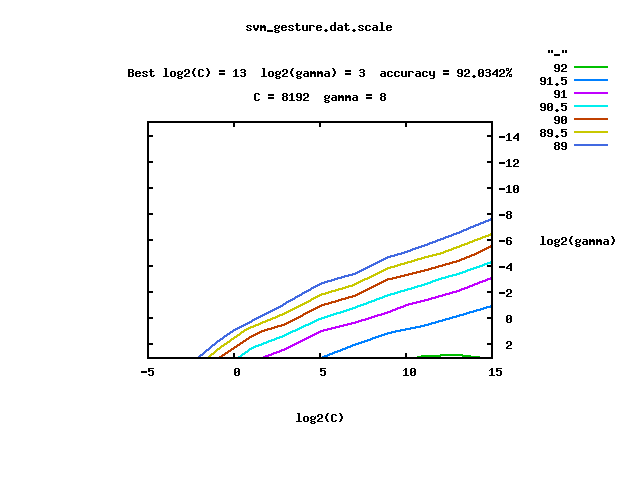 svm_gesture.dat.scale
"-"
Best log2(C) = 13  log2(gamma) = 3  accuracy = 92.0342%
C = 8192  gamma = 8
92
91.5
91
90.5
90
89.5
89
-14
-12
-10
-8
-6
-4
-2
0
2
log2(gamma)
-5 0 5 10 15
log2(C)